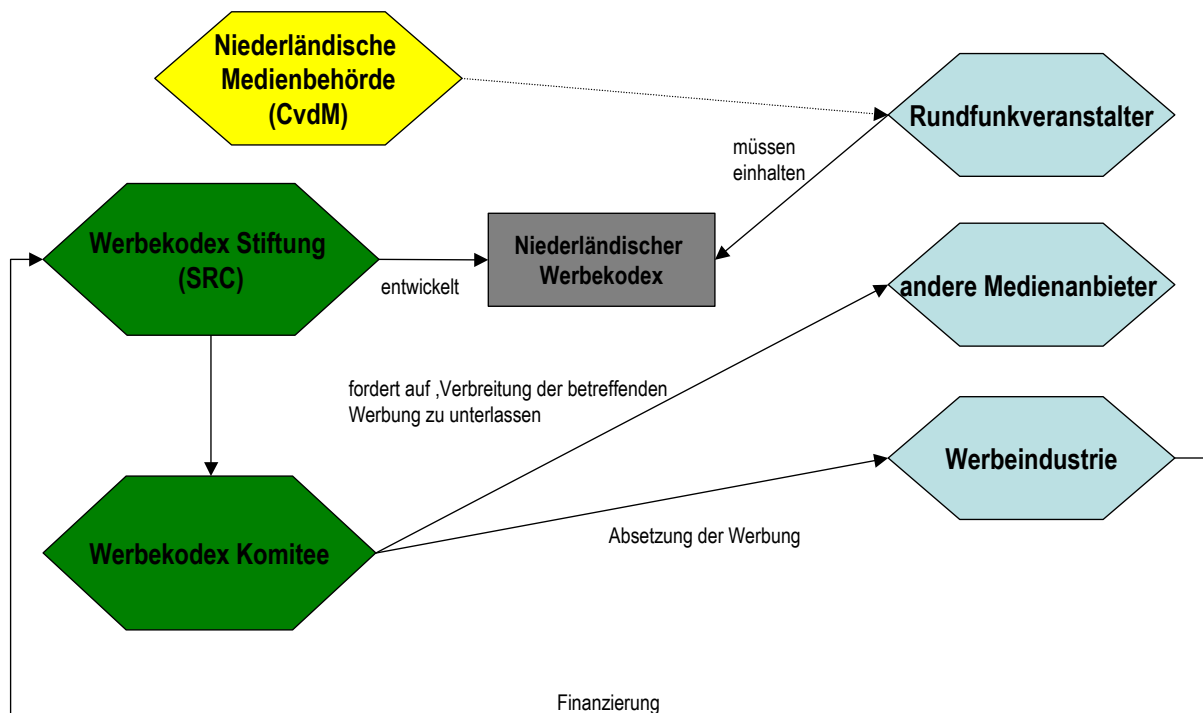 Niederländische
Medienbehörde
(CvdM)
Rundfunkveranstalter
müssen
einhalten
Werbekodex Stiftung
(SRC)
entwickelt
Niederländischer
Werbekodex
andere Medienanbieter
fordert auf ,Verbreitung der betreffenden
Werbung zu unterlassen
Werbeindustrie
Absetzung der Werbung
Werbekodex Komitee
Finanzierung